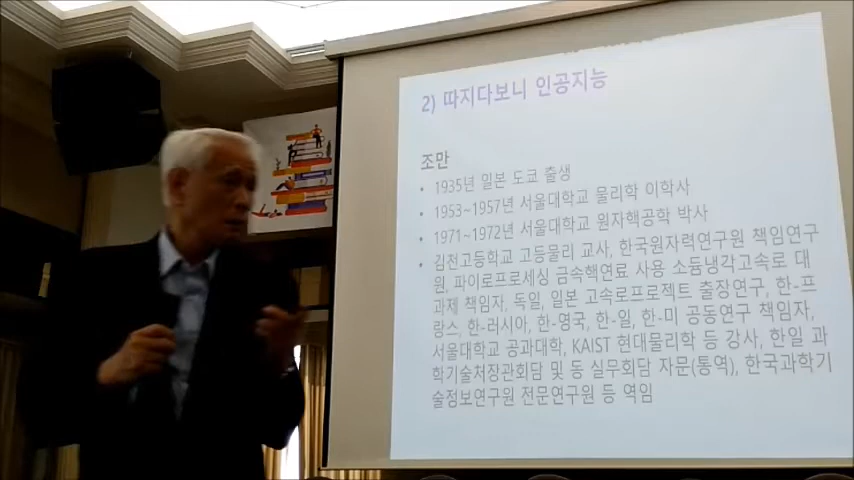 2) 따지다보니 인공지능
조만
• 1935년 일본 도쿄 출생
• 1953~1957년 서울대학교 물리학 이학사
• 1971~1972년 서울대학교 원자핵공학 박사
• 김천고등학교 고등물리 교사, 한국원자력연구원 책임연구
원, 파이로프로세싱 금속핵연료 사용 소듐냉각고속로 대
과제 책임자, 독일, 일본 고속로프로젝트 출장연구, 한-프
랑스, 한-러시아, 한-영국, 한-일, 한-미 공동연구 책임자,
서울대학교 공과대학, KAIST 현대물리학 등 강사, 한일 과
학기술처장관회담 및 등 실무회담 자문(통역), 한국과학기
술정보연구원 전문연구원 등 역임